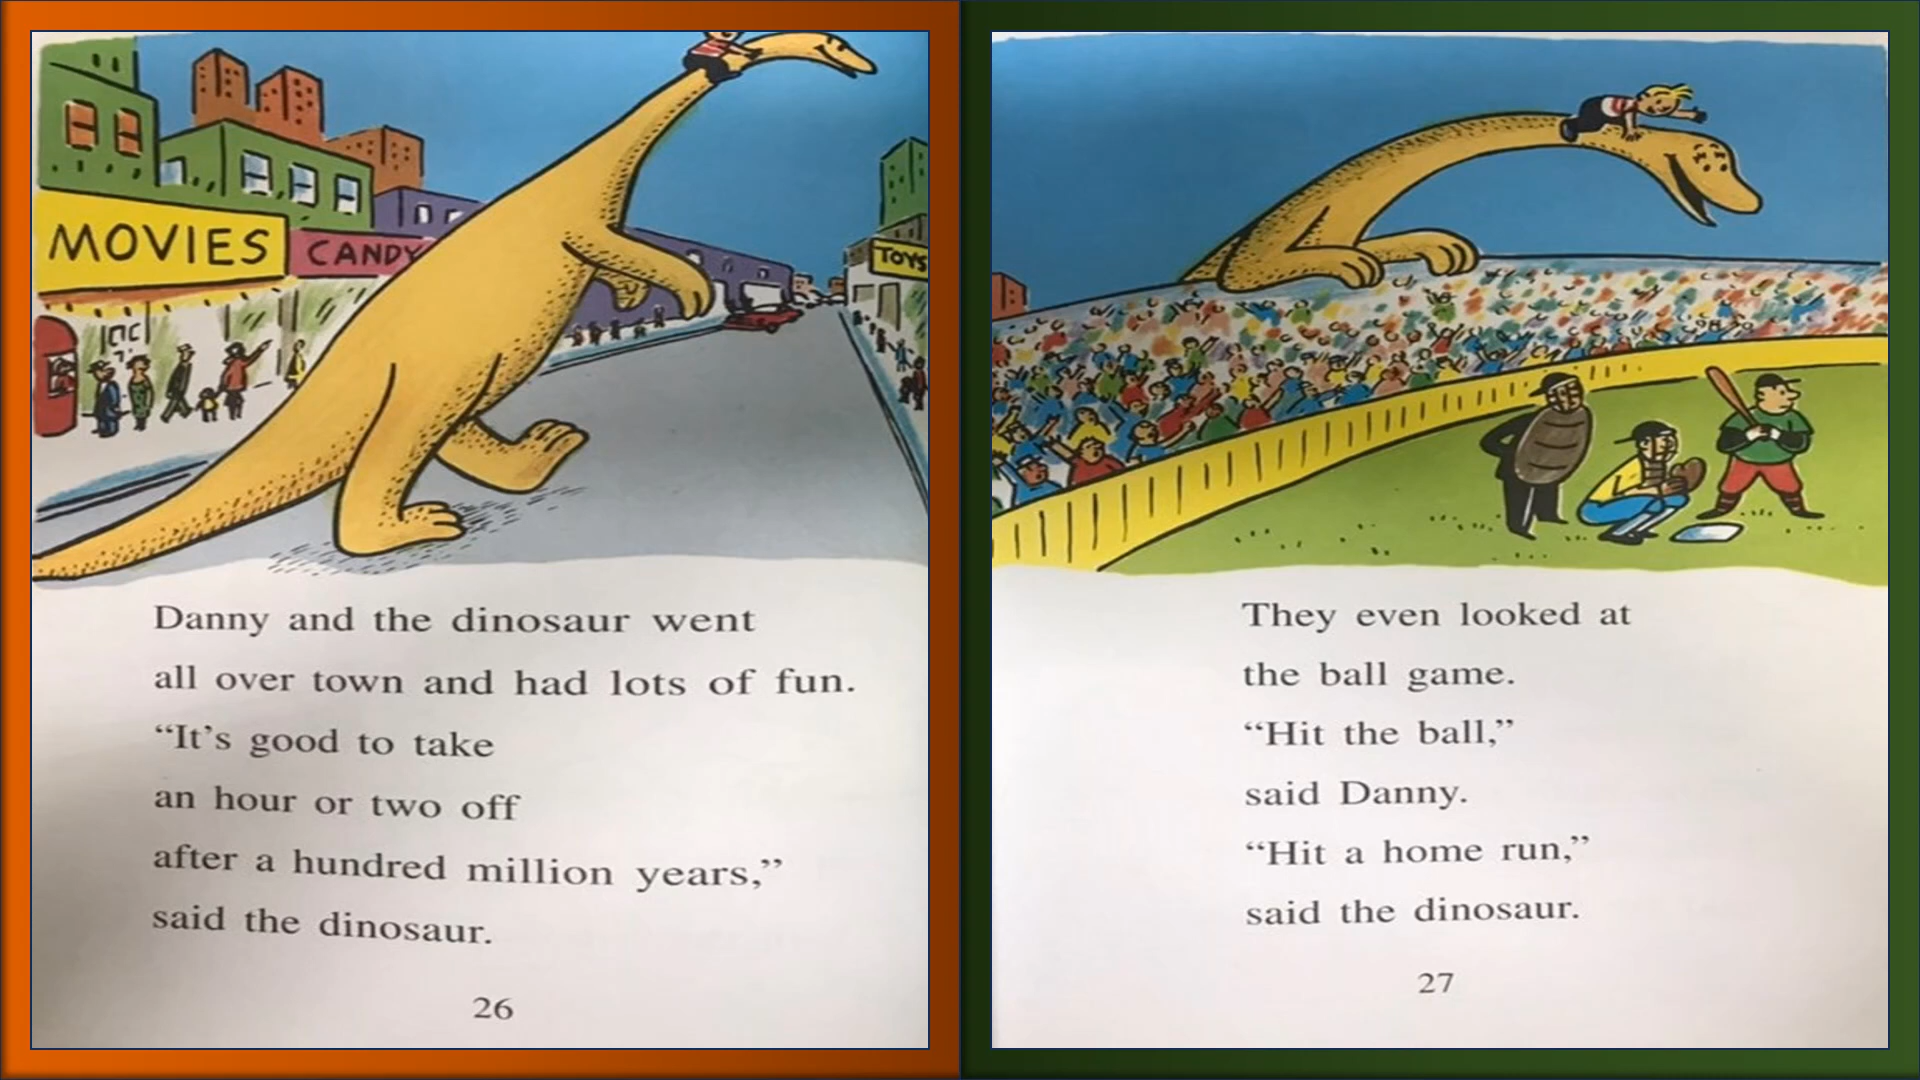 MOVIES
CANDY
TOYS
Danny and the dinosaur went
all over town and had lots of fun.
“It’s good to take
an hour or two off
after a hundred million years,”
said the dinosaur.
26
They even looked at
the ball game.
“Hit the ball,”
said Danny.
“Hit a home run,”
said the dinosaur.
27